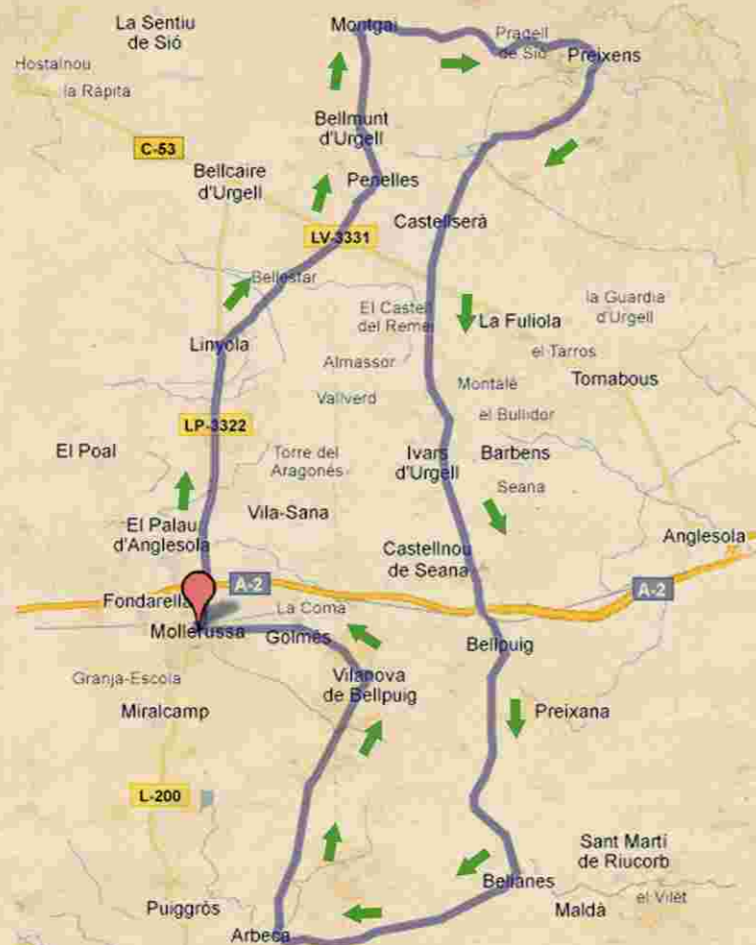 La Sentiu
de Sió
Montgai
Pradell
de Sió
Preixens
Hostalnou
la Ràpita
Bellmunt
d'Urgell
C-53
Bellcaire
d'Urgell
Penelles
Castellserà
LV-3331
Bellestar
la Guardia
d'Urgell
El Castell
del Remei
La Fuliola
Linyola
el Tarros
Almassor
Montalé
Tornabous
Vallverd
el Bullidor
LP-3322
El Poal
Torre del
Aragonés
Ivars
d'Urgell
Barbens
Seana
Vila-Sana
El Palau
d'Anglesola
Anglesola
Castellnou
de Seana
A-2
A-2
Fondarella
La Coma
Mollerussa
Golmés
Bellpuig
Granja-Escola
Vilanova
de Bellpuig
Miralcamp
Preixana
L-200
Sant Martí
de Riucorb
Belianes
el Vilet
Puiggròs
Maldà
Arbeca